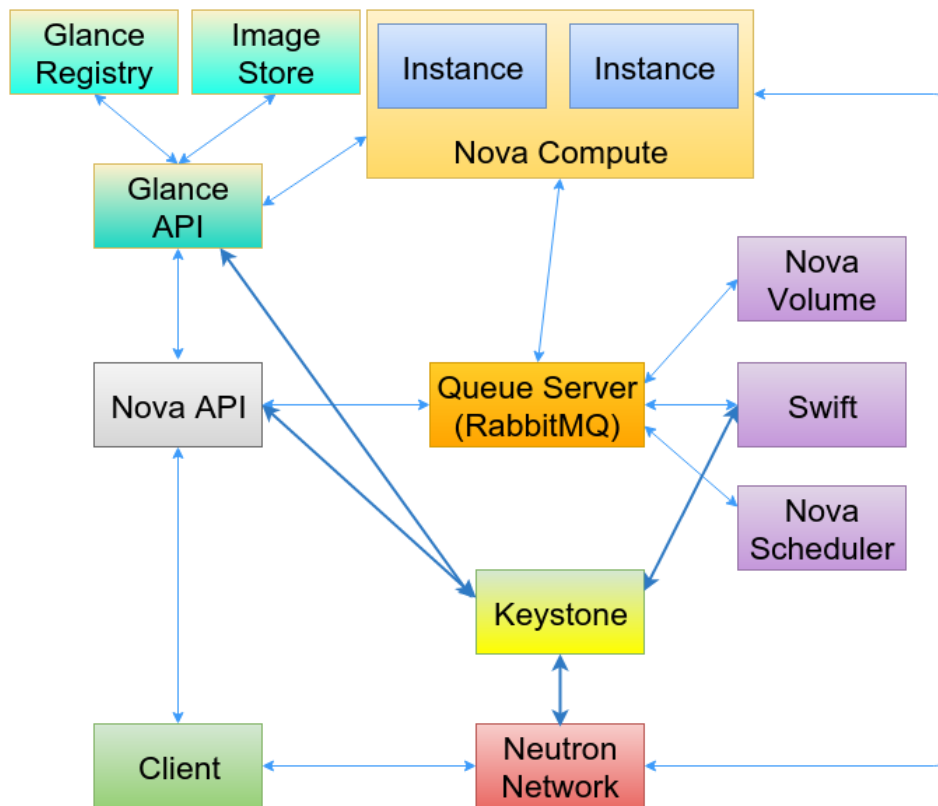 Glance
Registry
Image
Store
Instance
Instance
Nova Compute
Glance
API
Nova
Volume
Nova API
Queue Server
(RabbitMQ)
Swift
Nova
Scheduler
Keystone
Client
Neutron
Network